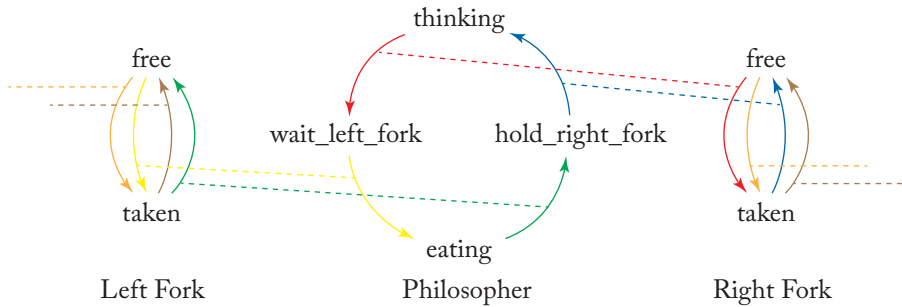 thinking
free
free
wait_left_fork
hold_right_fork
taken
taken
eating
Left Fork
Philosopher
Right Fork